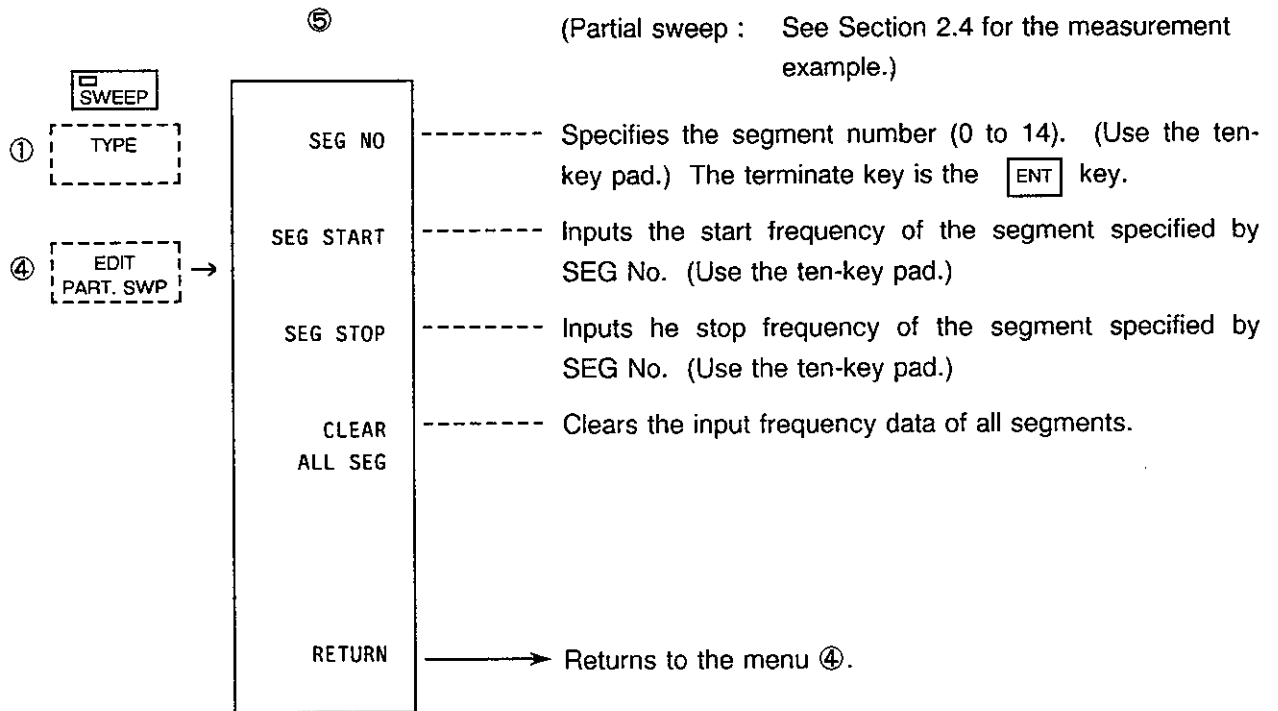 ⑤
(Partial sweep : See Section 2.4 for the measurement
example.)
SWEEP
① TYPE
SEG NO -------- Specifies the segment number (0 to 14). (Use the ten-
key pad.) The terminate key is the ENT key.
④ EDIT
PART. SWP →
SEG START -------- Inputs the start frequency of the segment specified by
SEG No. (Use the ten-key pad.)
SEG STOP -------- Inputs he stop frequency of the segment specified by
SEG No. (Use the ten-key pad.)
CLEAR -------- Clears the input frequency data of all segments.
ALL SEG
RETURN → Returns to the menu ④.